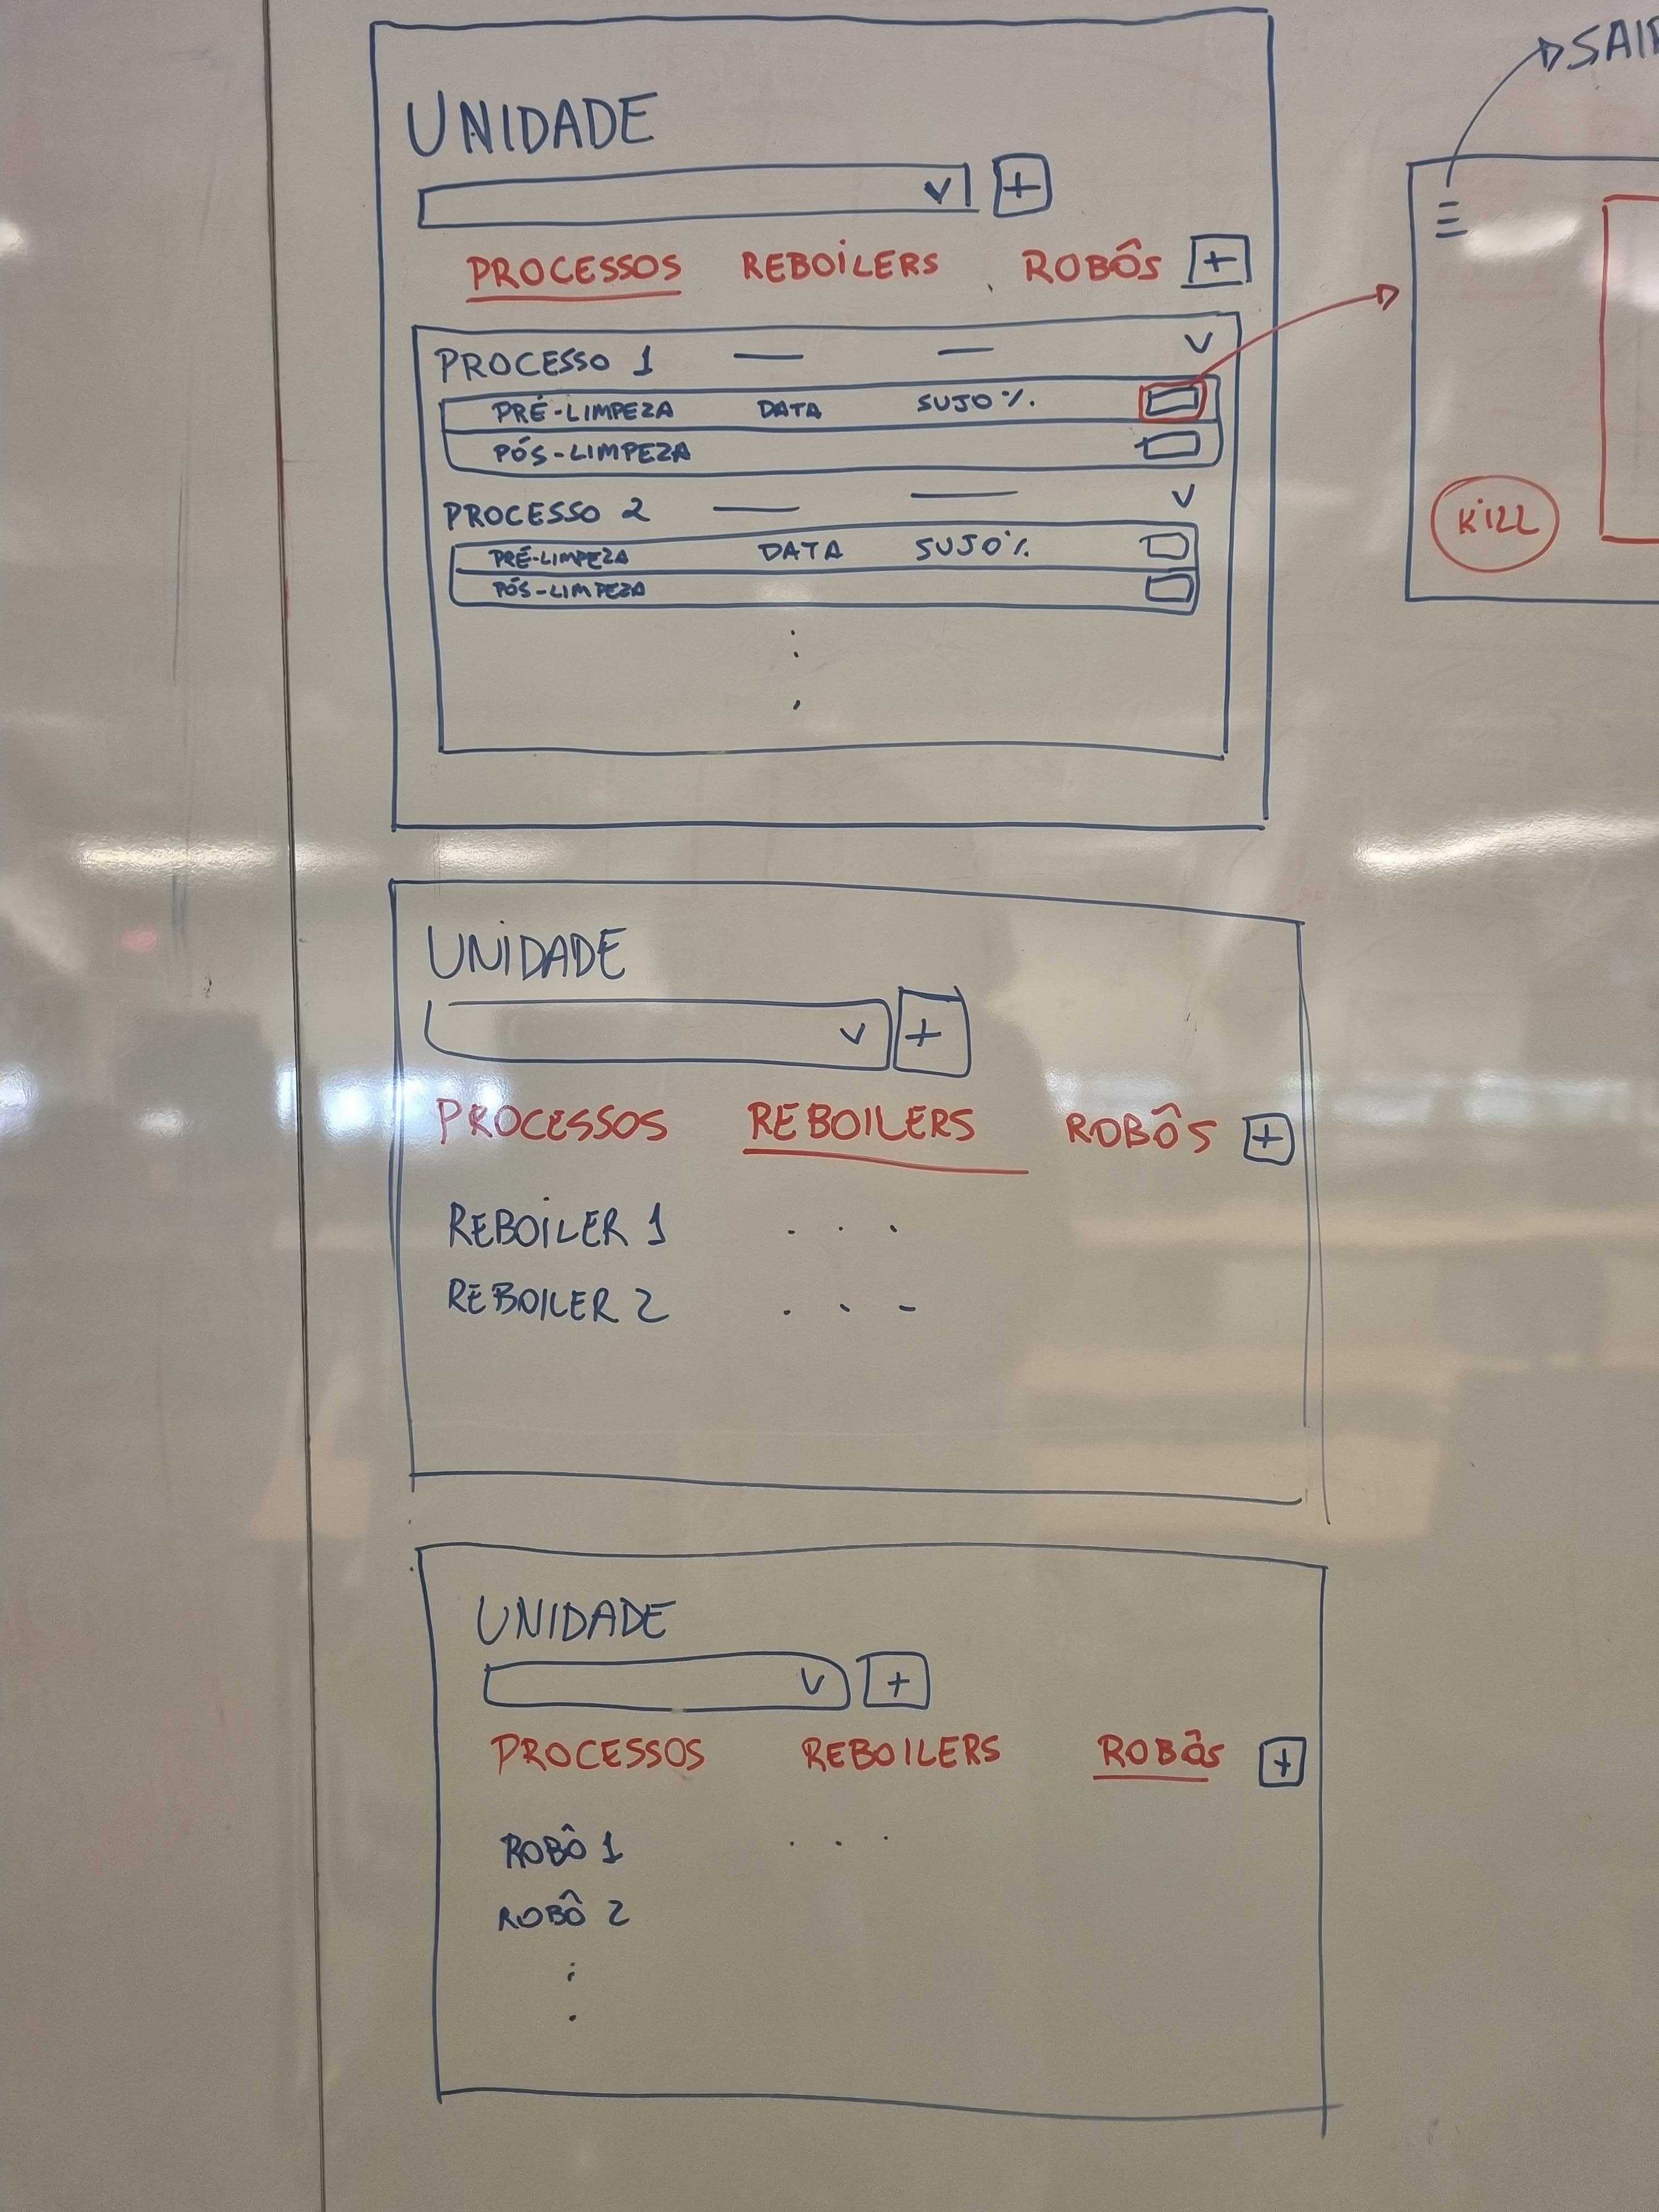 UNIDADE
V +
PROCESSOS REBOILERS ROBÔS +
PROCESSO 1 V
PRÉ-LIMPEZA DATA SUJO %.
PÓS-LIMPEZA
PROCESSO 2 V
PRÉ-LIMPEZA DATA SUJO %.
PÓS-LIMPEZA
KILL
UNIDADE
V +
PROCESSOS REBOILERS ROBÔS +
REBOILER 1 . . .
REBOILER 2 . . -
UNIDADE
V +
PROCESSOS REBOILERS ROBÔS +
ROBÔ 1 . . .
ROBÔ 2